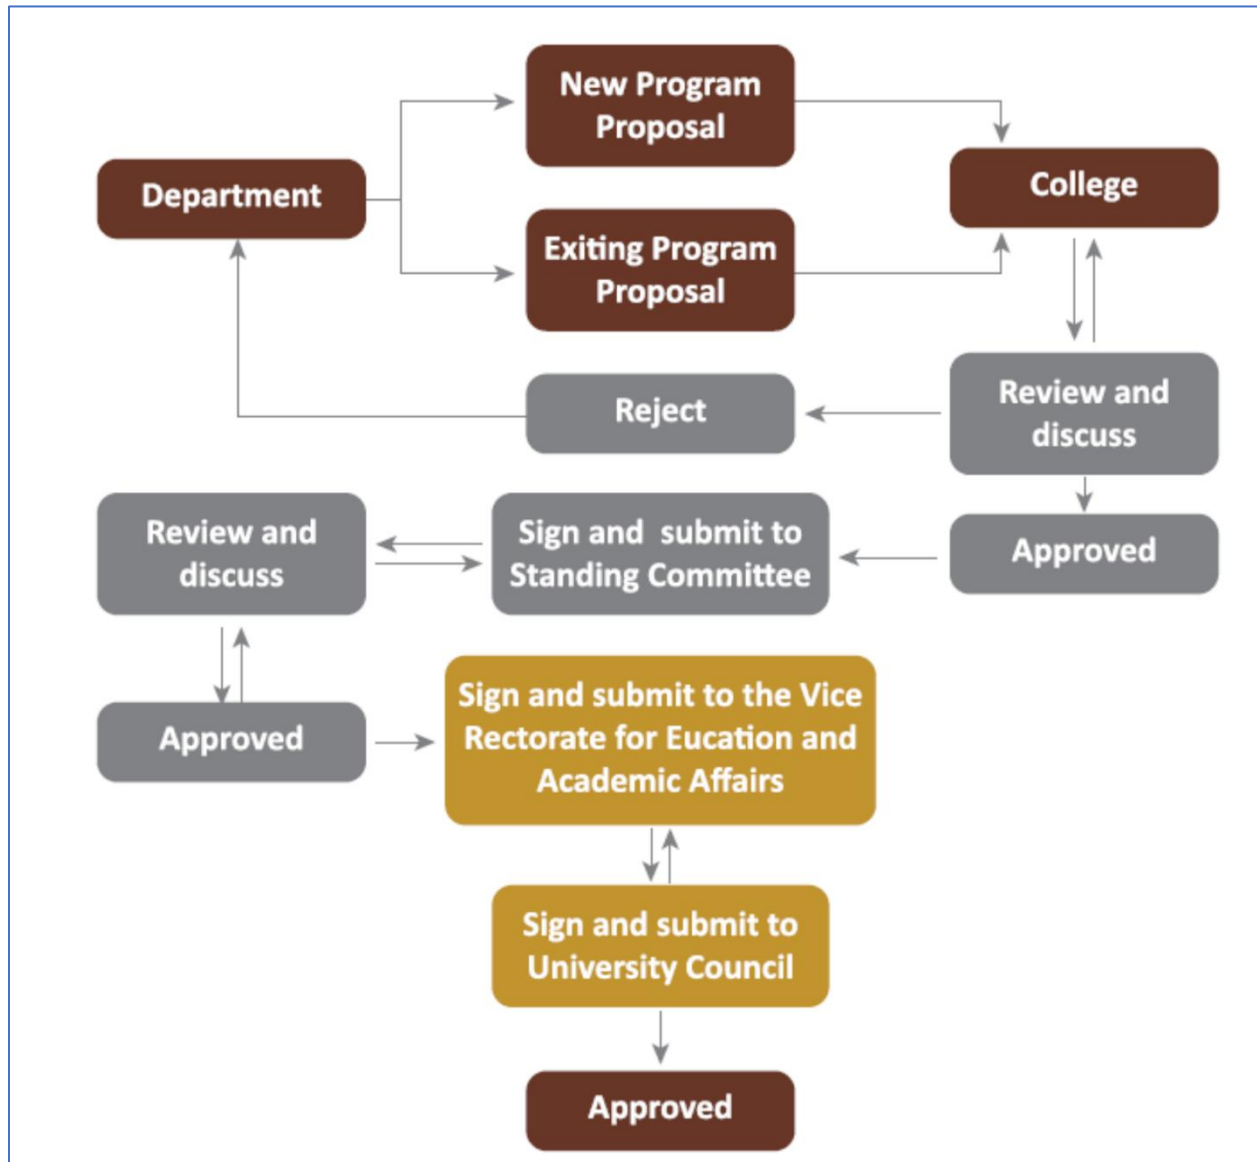 New Program
Proposal
Department
College
Exiting Program
Proposal
Reject
Review and
discuss
Review and
discuss
Sign and  submit to
Standing Committee
Approved
Approved
Sign and submit to the Vice
Rectorate for Eucation and
Academic Affairs
Sign and submit to
University Council
Approved